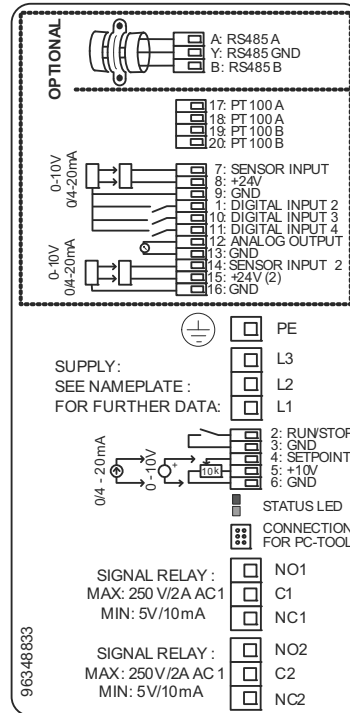 OPTIONAL
A: RS485 A
Y: RS485 GND
B: RS485 B
17: PT 100 A
18: PT 100 A
19: PT 100 B
20: PT 100 B
0-10V
0/4-20mA
7: SENSOR INPUT
8: +24V
9: GND
1: DIGITAL INPUT 2
10: DIGITAL INPUT 3
11: DIGITAL INPUT 4
12: ANALOG OUTPUT
13: GND
0-10V
0/4-20mA
14: SENSOR INPUT 2
15: +24V (2)
16: GND
PE
SUPPLY:
SEE NAMEPLATE :
FOR FURTHER DATA:
L3
L2
L1
0/4 - 20mA
0 -10V
+
10k
2: RUN/STOP
3: GND
4: SETPOINT
5: +10V
6: GND
STATUS LED
CONNECTION
FOR PC-TOOL
SIGNAL RELAY :
MAX: 250 V/2A AC1
MIN: 5V/10mA
NO1
C1
NC1
SIGNAL RELAY :
MAX: 250V/2A AC 1
MIN: 5V/10mA
NO2
C2
NC2
96348833